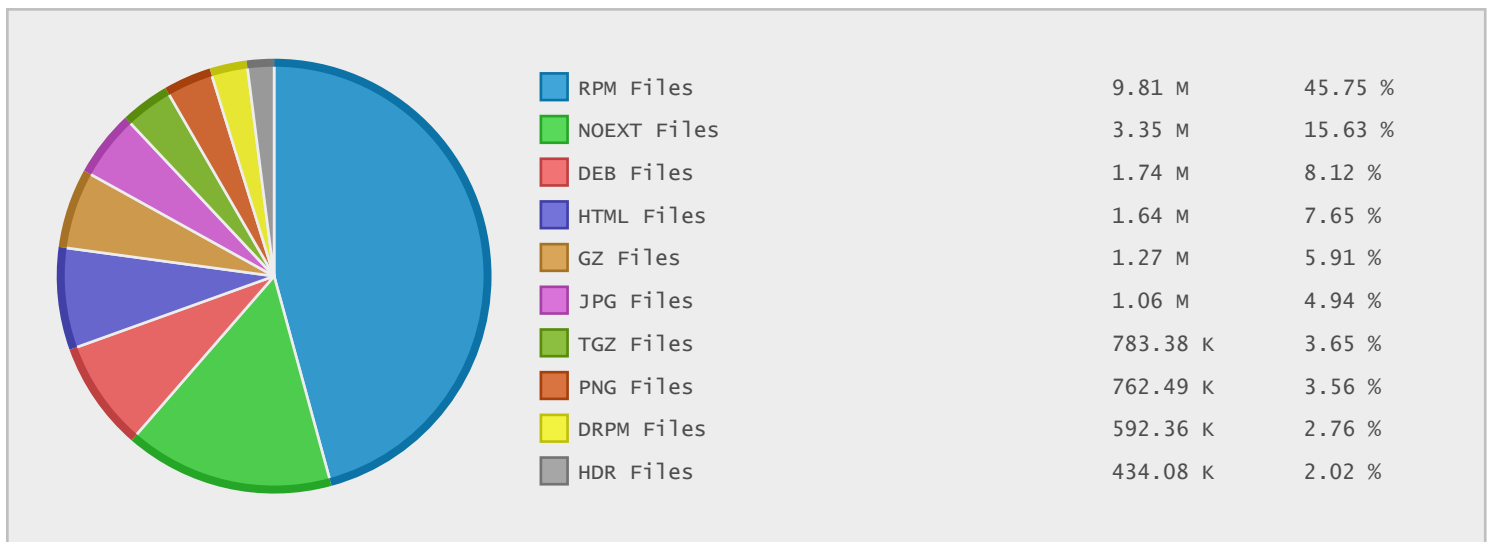 RPM Files 9.81 M 45.75 %
NOEXT Files 3.35 M 15.63 %
DEB Files 1.74 M 8.12 %
HTML Files 1.64 M 7.65 %
GZ Files 1.27 M 5.91 %
JPG Files 1.06 M 4.94 %
TGZ Files 783.38 K 3.65 %
PNG Files 762.49 K 3.56 %
DRPM Files 592.36 K 2.76 %
HDR Files 434.08 K 2.02 %